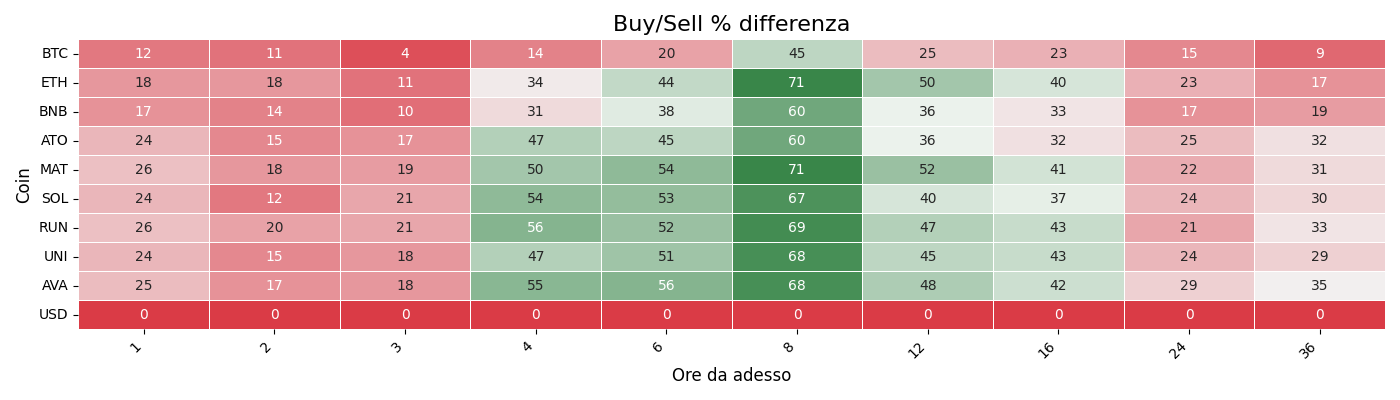 Buy/Sell % differenza
Coin
BTC 12 11 4 14 20 45 25 23 15 9
ETH 18 18 11 34 44 71 50 40 23 17
BNB 17 14 10 31 38 60 36 33 17 19
ATO 24 15 17 47 45 60 36 32 25 32
MAT 26 18 19 50 54 71 52 41 22 31
SOL 24 12 21 54 53 67 40 37 24 30
RUN 26 20 21 56 52 69 47 43 21 33
UNI 24 15 18 47 51 68 45 43 24 29
AVA 25 17 18 55 56 68 48 42 29 35
USD 0 0 0 0 0 0 0 0 0 0
1 2 3 4 6 8 12 16 24 36
Ore da adesso